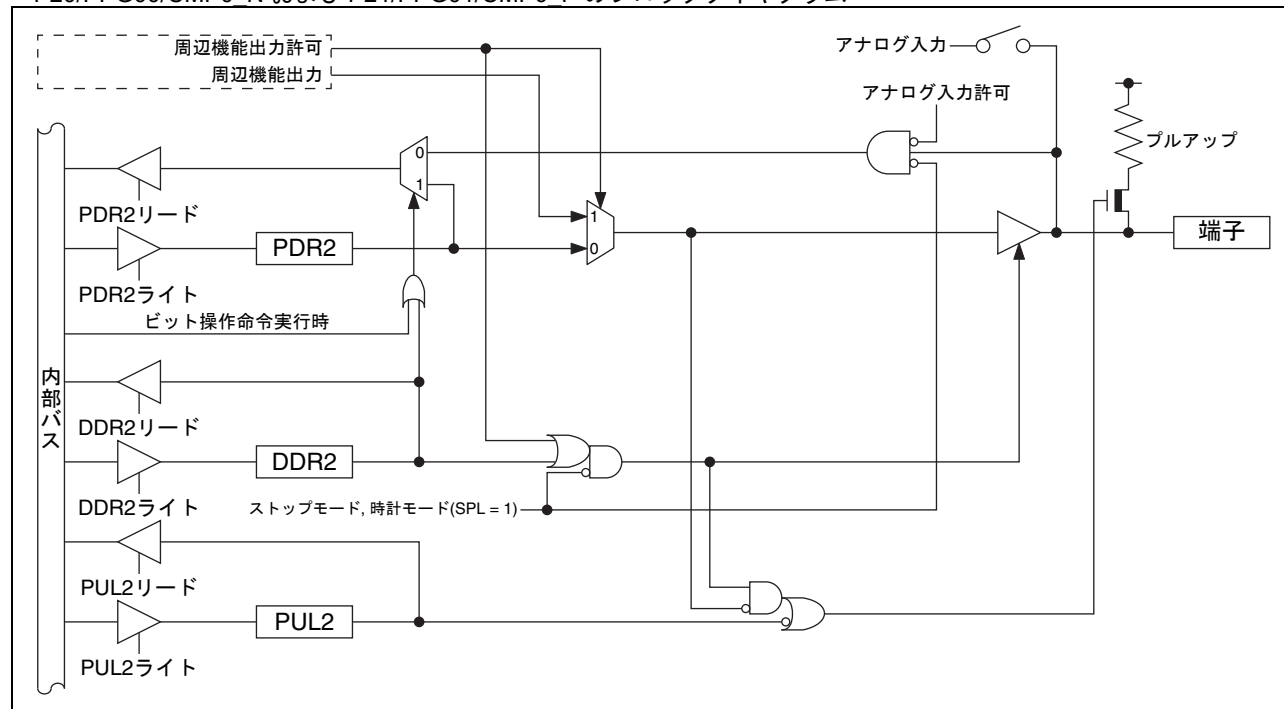 周辺機能出力許可
周辺機能出力
アナログ入力
アナログ入力許可
プルアップ
0
1
PDR2リード
1
0
端子
PDR2
PDR2ライト
ビット操作命令実行時
内部バス
DDR2リード
DDR2
DDR2ライト
ストップモード, 時計モード(SPL = 1)
PUL2リード
PUL2
PUL2ライト